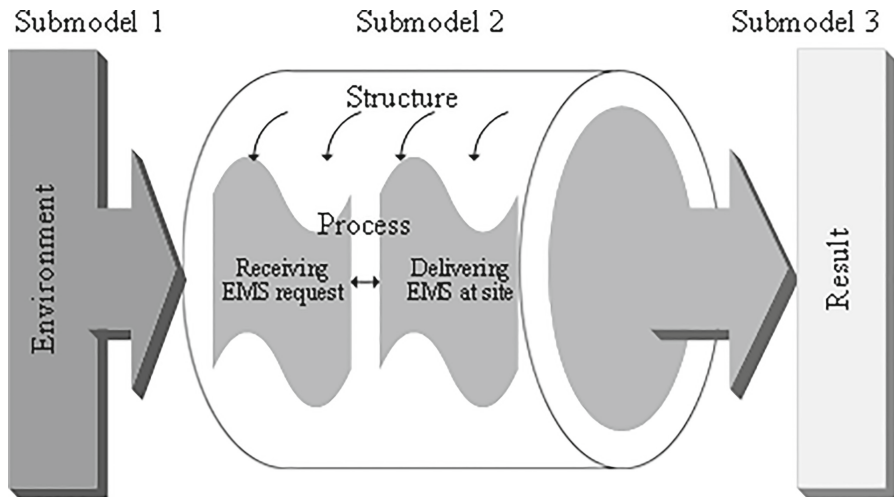 Submodel 1
Submodel 2
Submodel 3
Environment
Structure
Process
Receiving
EMS request
Delivering
EMS at site
Result